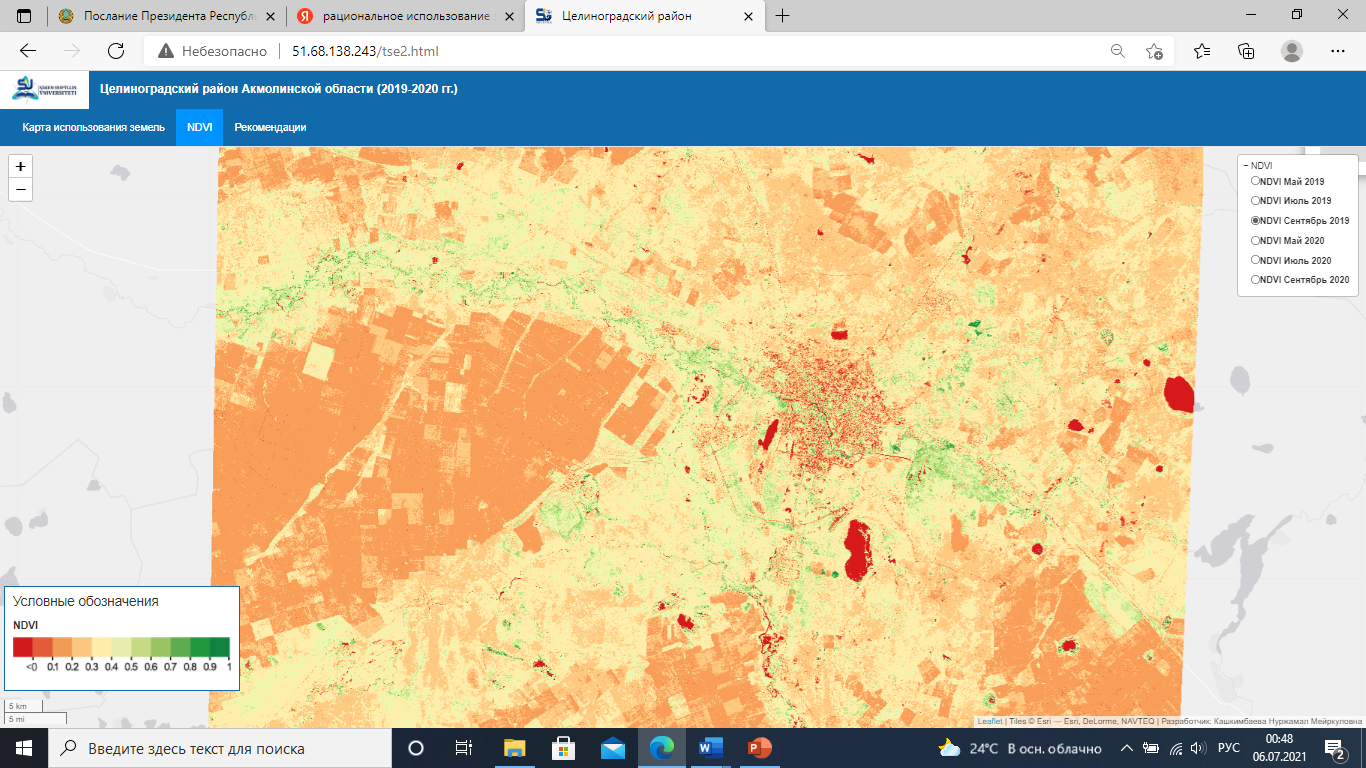 Послание Президента Республ
рациональное использование з
Целиноградский район
Небезопасно
51.68.138.243/tse2.html
Целиноградский район Акмолинской области (2019-2020 гг.)
Карта использования земель
NDVI
Рекомендации
+
−
− NDVI
NDVI Май 2019
NDVI Июль 2019
NDVI Сентябрь 2019
NDVI Май 2020
NDVI Июль 2020
NDVI Сентябрь 2020
Условные обозначения
NDVI
<0 0.1 0.2 0.3 0.4 0.5 0.6 0.7 0.8 0.9 1
5 km
5 mi
Leaflet | Tiles © Esri — Esri, DeLorme, NAVTEQ | Разработчик: Кашкимбаева Нуржамал Мейркуловна
Введите здесь текст для поиска
24°C В осн. облачно
РУС
00:48
06.07.2021
2